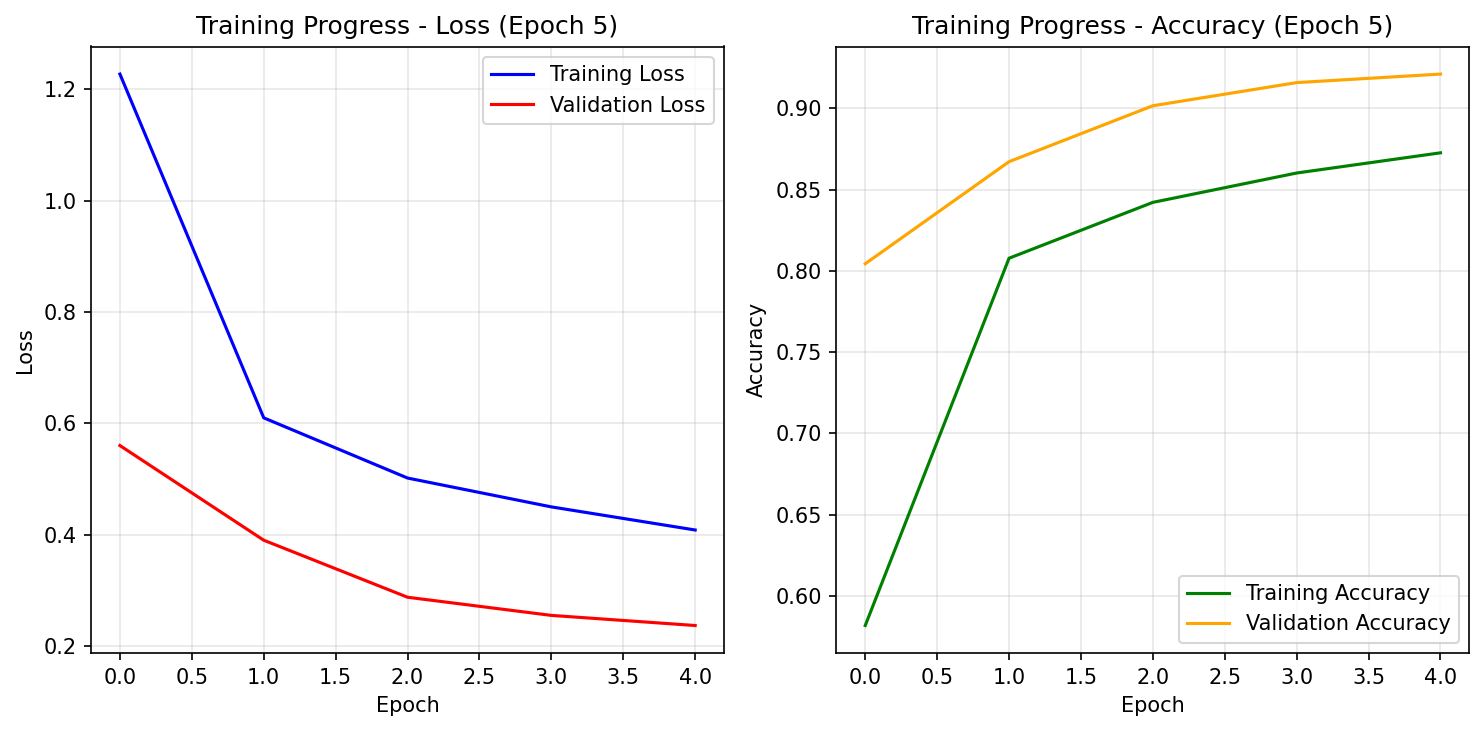 Training Progress - Loss (Epoch 5)
Training Loss
Validation Loss
1.2
1.0
0.8
0.6
0.4
0.2
Loss
0.0 0.5 1.0 1.5 2.0 2.5 3.0 3.5 4.0
Epoch
Training Progress - Accuracy (Epoch 5)
0.90
0.85
0.80
0.75
0.70
0.65
0.60
Accuracy
Training Accuracy
Validation Accuracy
0.0 0.5 1.0 1.5 2.0 2.5 3.0 3.5 4.0
Epoch